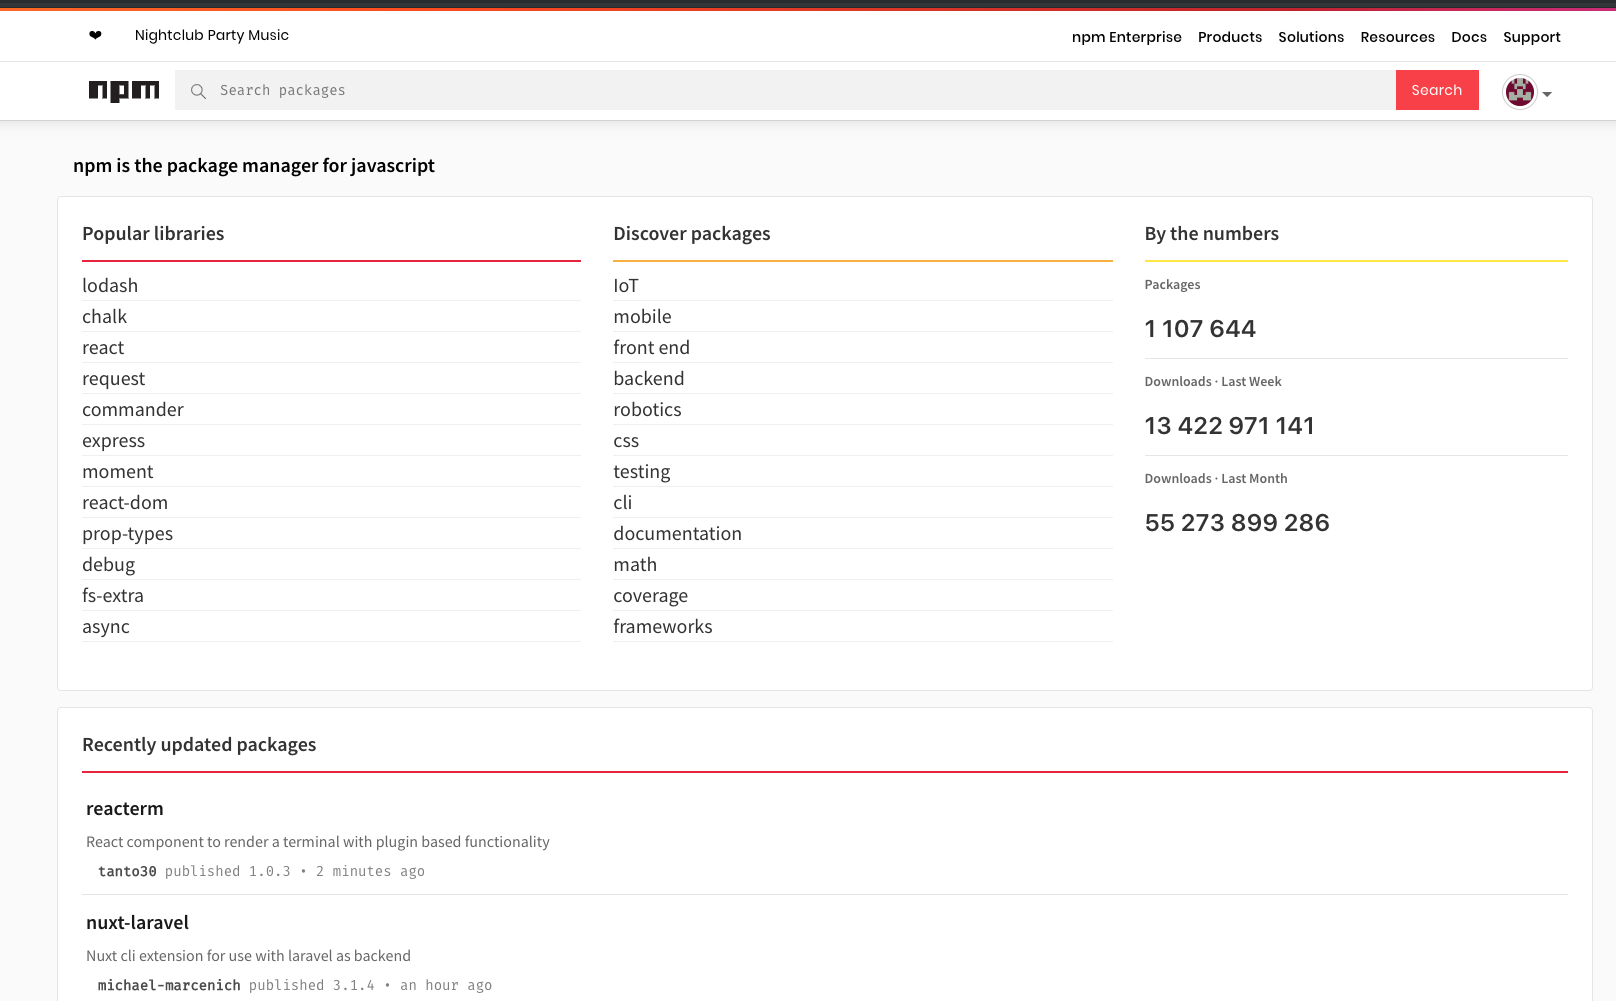 ❤ Nightclub Party Music
npm Enterprise Products Solutions Resources Docs Support
npm Search packages Search
npm is the package manager for javascript
Popular libraries
lodash
chalk
react
request
commander
express
moment
react-dom
prop-types
debug
fs-extra
async
Discover packages
IoT
mobile
front end
backend
robotics
css
testing
cli
documentation
math
coverage
frameworks
By the numbers
Packages
1 107 644
Downloads · Last Week
13 422 971 141
Downloads · Last Month
55 273 899 286
Recently updated packages
reacterm
React component to render a terminal with plugin based functionality
tanto30 published 1.0.3 • 2 minutes ago
nuxt-laravel
Nuxt cli extension for use with laravel as backend
michael-marcenich published 3.1.4 • an hour ago